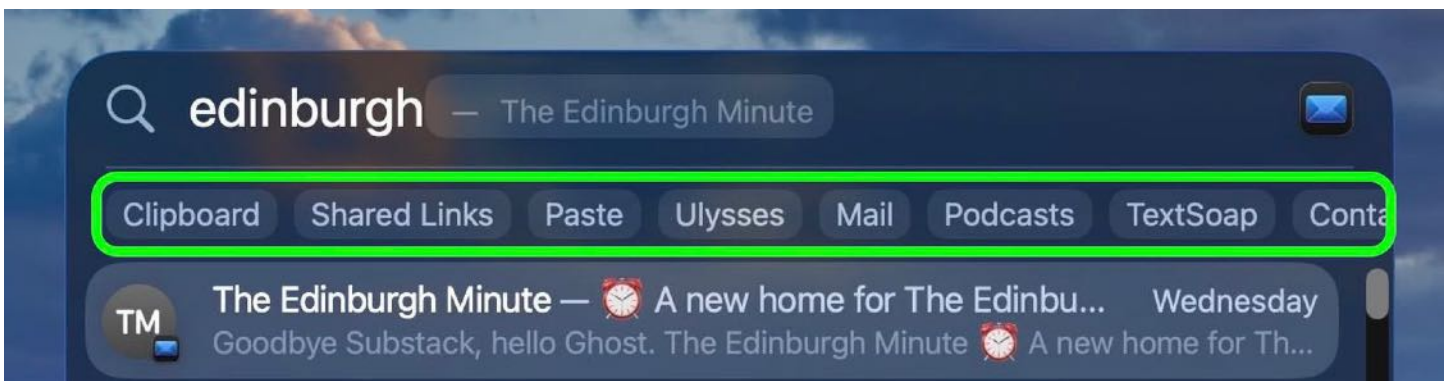 edinburgh — The Edinburgh Minute
Clipboard Shared Links Paste Ulysses Mail Podcasts TextSoap Conta
TM The Edinburgh Minute — ⏰ A new home for The Edinbu... Wednesday
Goodbye Substack, hello Ghost. The Edinburgh Minute ⏰ A new home for Th...